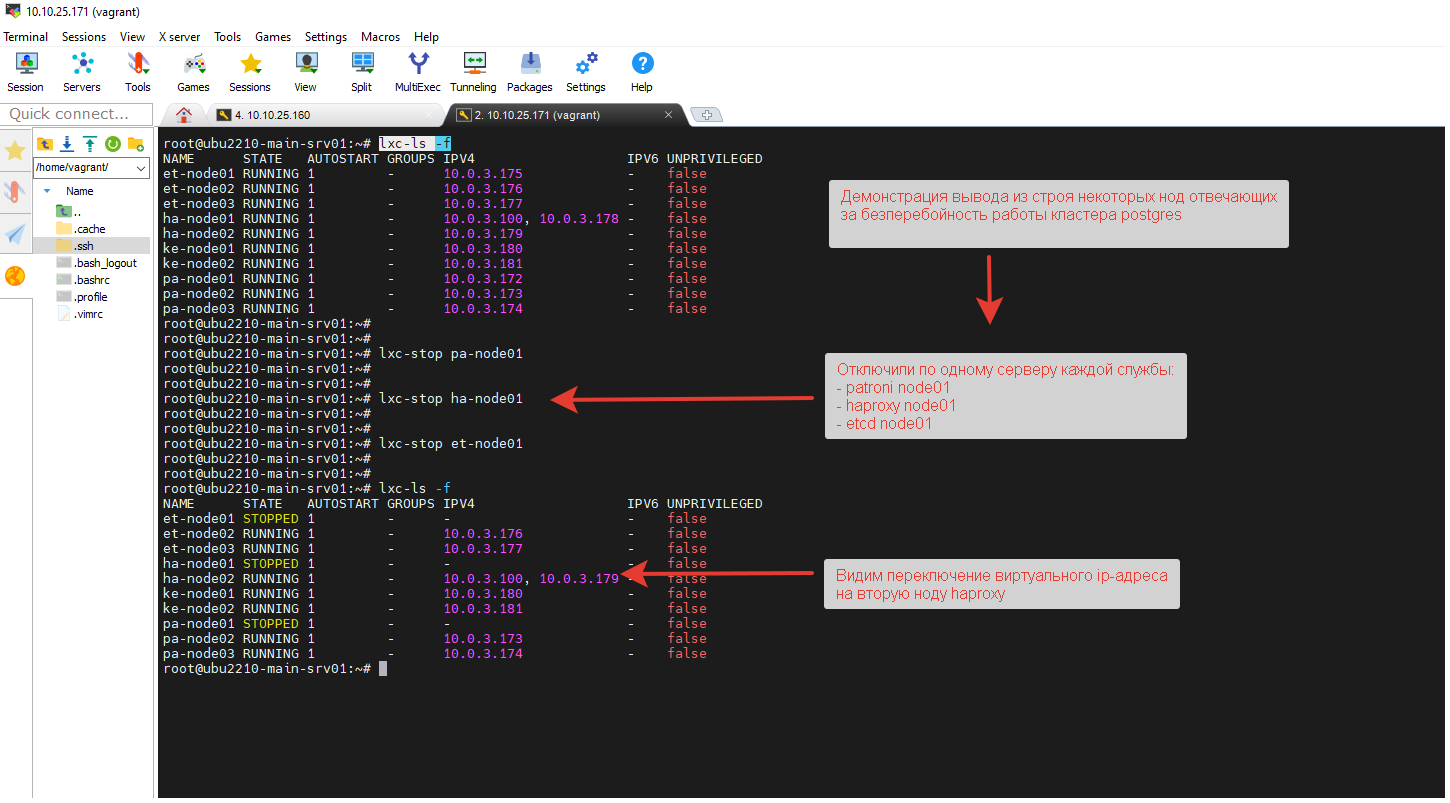 10.10.25.171 (vagrant)
Terminal Sessions View X server Tools Games Settings Macros Help
Session Servers Tools Games Sessions View Split MultiExec Tunneling Packages Settings Help
Quick connect...
4. 10.10.25.160
2. 10.10.25.171 (vagrant)
/home/vagrant/
Name
..
.cache
.ssh
.bash_logout
.bashrc
.profile
.vimrc
root@ubu2210-main-srv01:~# lxc-ls -f
NAME STATE AUTOSTART GROUPS IPV4 IPV6 UNPRIVILEGED
et-node01 RUNNING 1 - 10.0.3.175 - false
et-node02 RUNNING 1 - 10.0.3.176 - false
et-node03 RUNNING 1 - 10.0.3.177 - false
ha-node01 RUNNING 1 - 10.0.3.100, 10.0.3.178 - false
ha-node02 RUNNING 1 - 10.0.3.179 - false
ke-node01 RUNNING 1 - 10.0.3.180 - false
ke-node02 RUNNING 1 - 10.0.3.181 - false
pa-node01 RUNNING 1 - 10.0.3.172 - false
pa-node02 RUNNING 1 - 10.0.3.173 - false
pa-node03 RUNNING 1 - 10.0.3.174 - false
root@ubu2210-main-srv01:~#
root@ubu2210-main-srv01:~#
root@ubu2210-main-srv01:~# lxc-stop pa-node01
root@ubu2210-main-srv01:~#
root@ubu2210-main-srv01:~#
root@ubu2210-main-srv01:~# lxc-stop ha-node01
root@ubu2210-main-srv01:~#
root@ubu2210-main-srv01:~#
root@ubu2210-main-srv01:~# lxc-stop et-node01
root@ubu2210-main-srv01:~#
root@ubu2210-main-srv01:~#
root@ubu2210-main-srv01:~# lxc-ls -f
NAME STATE AUTOSTART GROUPS IPV4 IPV6 UNPRIVILEGED
et-node01 STOPPED 1 - - - false
et-node02 RUNNING 1 - 10.0.3.176 - false
et-node03 RUNNING 1 - 10.0.3.177 - false
ha-node01 STOPPED 1 - - - false
ha-node02 RUNNING 1 - 10.0.3.100, 10.0.3.179 - false
ke-node01 RUNNING 1 - 10.0.3.180 - false
ke-node02 RUNNING 1 - 10.0.3.181 - false
pa-node01 STOPPED 1 - - - false
pa-node02 RUNNING 1 - 10.0.3.173 - false
pa-node03 RUNNING 1 - 10.0.3.174 - false
root@ubu2210-main-srv01:~#
Демонстрация вывода из строя некоторых нод отвечающих
за безперебойность работы кластера postgres
Отключили по одному серверу каждой службы:
- patroni node01
- haproxy node01
- etcd node01
Видим переключение виртуального ip-адреса
на вторую ноду haproxy